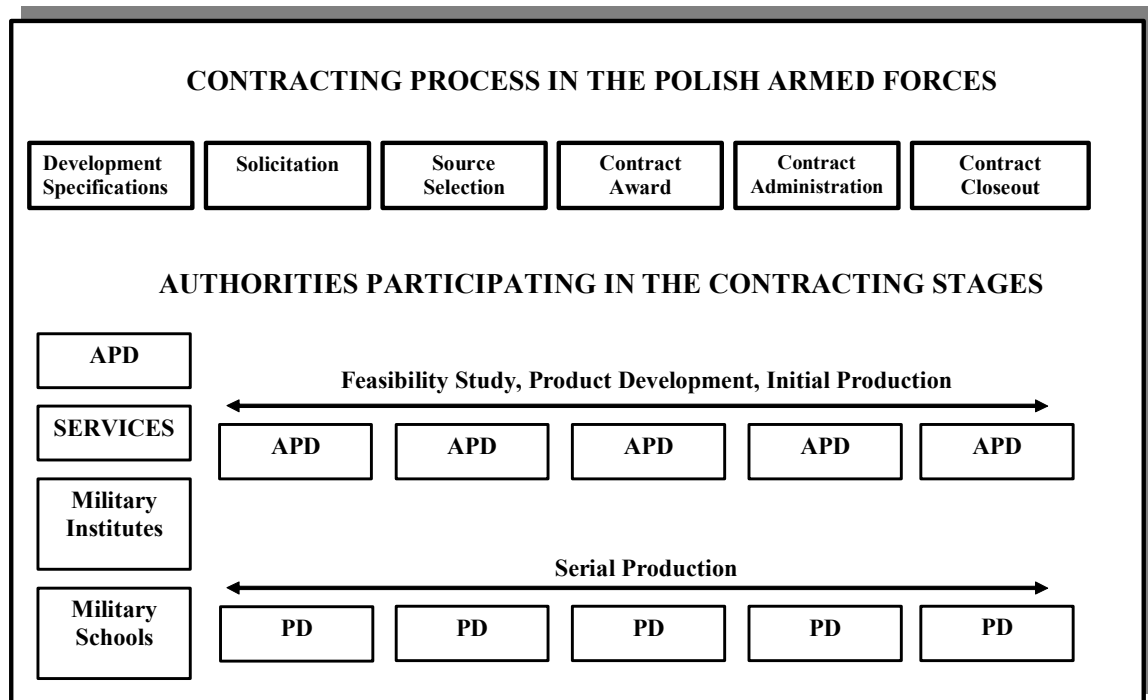 CONTRACTING PROCESS IN THE POLISH ARMED FORCES
Development
Specifications
Solicitation
Source
Selection
Contract
Award
Contract
Administration
Contract
Closeout
AUTHORITIES PARTICIPATING IN THE CONTRACTING STAGES
APD
SERVICES
Military
Institutes
Military
Schools
Feasibility Study, Product Development, Initial Production
APD
APD
APD
APD
APD
Serial Production
PD
PD
PD
PD
PD